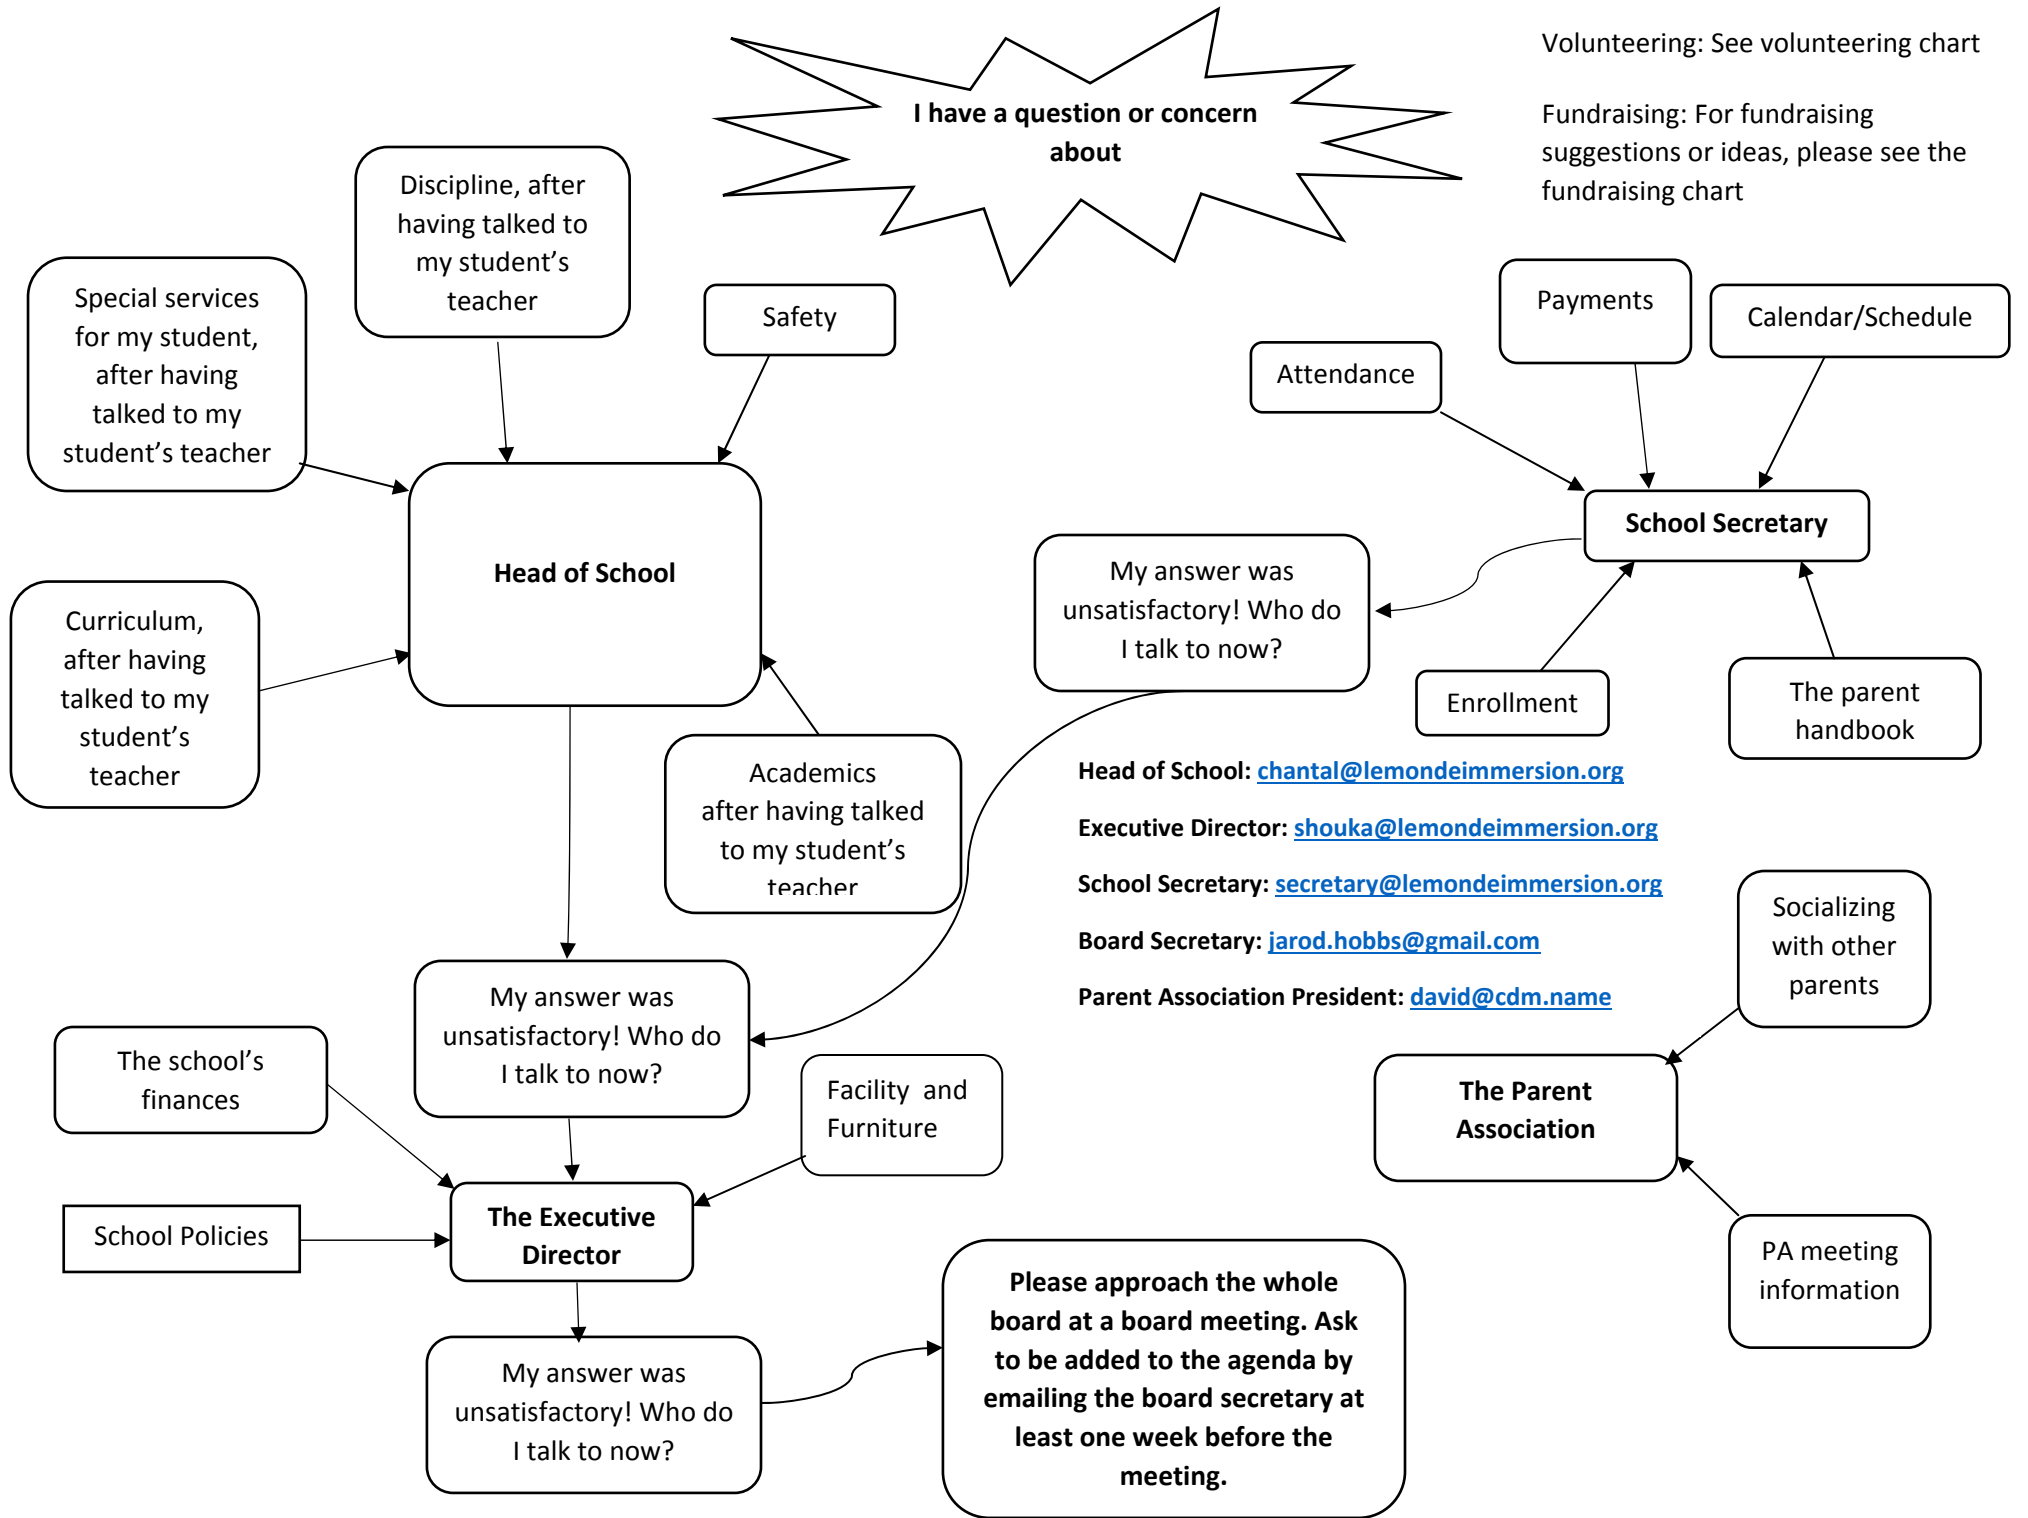 I have a question or concern
about
Volunteering: See volunteering chart
Fundraising: For fundraising
suggestions or ideas, please see the
fundraising chart
Discipline, after
having talked to
my student’s
teacher
Special services
for my student,
after having
talked to my
student’s teacher
Safety
Payments
Calendar/Schedule
Attendance
Head of School
School Secretary
My answer was
unsatisfactory! Who do
I talk to now?
Curriculum,
after having
talked to my
student’s
teacher
Enrollment
The parent
handbook
Academics
after having talked
to my student’s
teacher
Head of School: chantal@lemondeimmersion.org
Executive Director: shouka@lemondeimmersion.org
School Secretary: secretary@lemondeimmersion.org
Board Secretary: jarod.hobbs@gmail.com
Parent Association President: david@cdm.name
Socializing
with other
parents
My answer was
unsatisfactory! Who do
I talk to now?
The school’s
finances
Facility and
Furniture
The Parent
Association
School Policies
The Executive
Director
PA meeting
information
Please approach the whole
board at a board meeting. Ask
to be added to the agenda by
emailing the board secretary at
least one week before the
meeting.
My answer was
unsatisfactory! Who do
I talk to now?